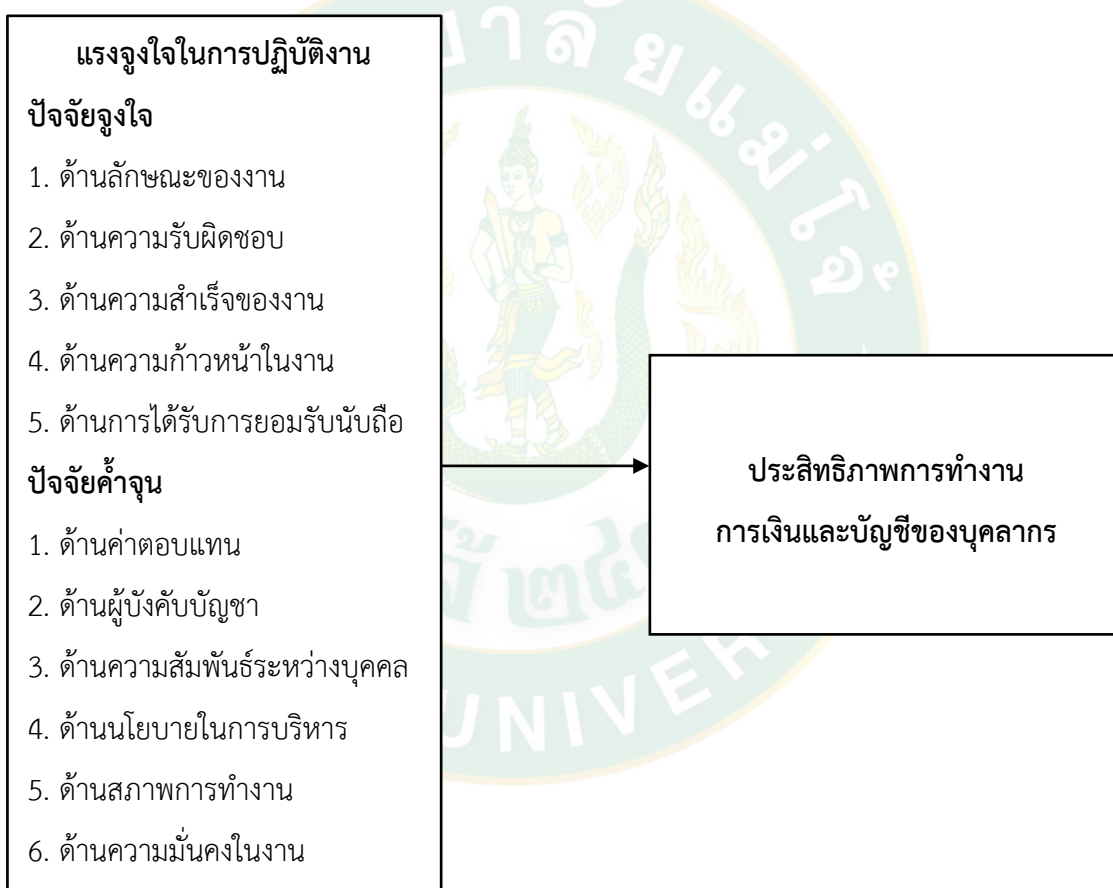 แรงจูงใจในการปฏิบัติงาน
ปัจจัยจูงใจ
1. ด้านลักษณะของงาน
2. ด้านความรับผิดชอบ
3. ด้านความสำเร็จของงาน
4. ด้านความก้าวหน้าในงาน
5. ด้านการได้รับการยอมรับนับถือ
ปัจจัยค้ำจุน
1. ด้านค่าตอบแทน
2. ด้านผู้บังคับบัญชา
3. ด้านความสัมพันธ์ระหว่างบุคคล
4. ด้านนโยบายในการบริหาร
5. ด้านสภาพการทำงาน
6. ด้านความมั่นคงในงาน
ประสิทธิภาพการทำงาน
การเงินและบัญชีของบุคลากร